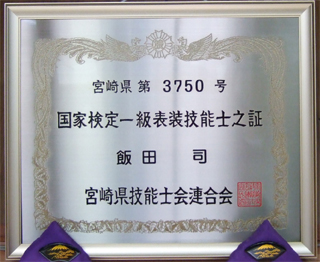 宮崎県 第 3750 号
国家検定一級表装技能士之証
飯田 司
宮崎県技能士会連合会